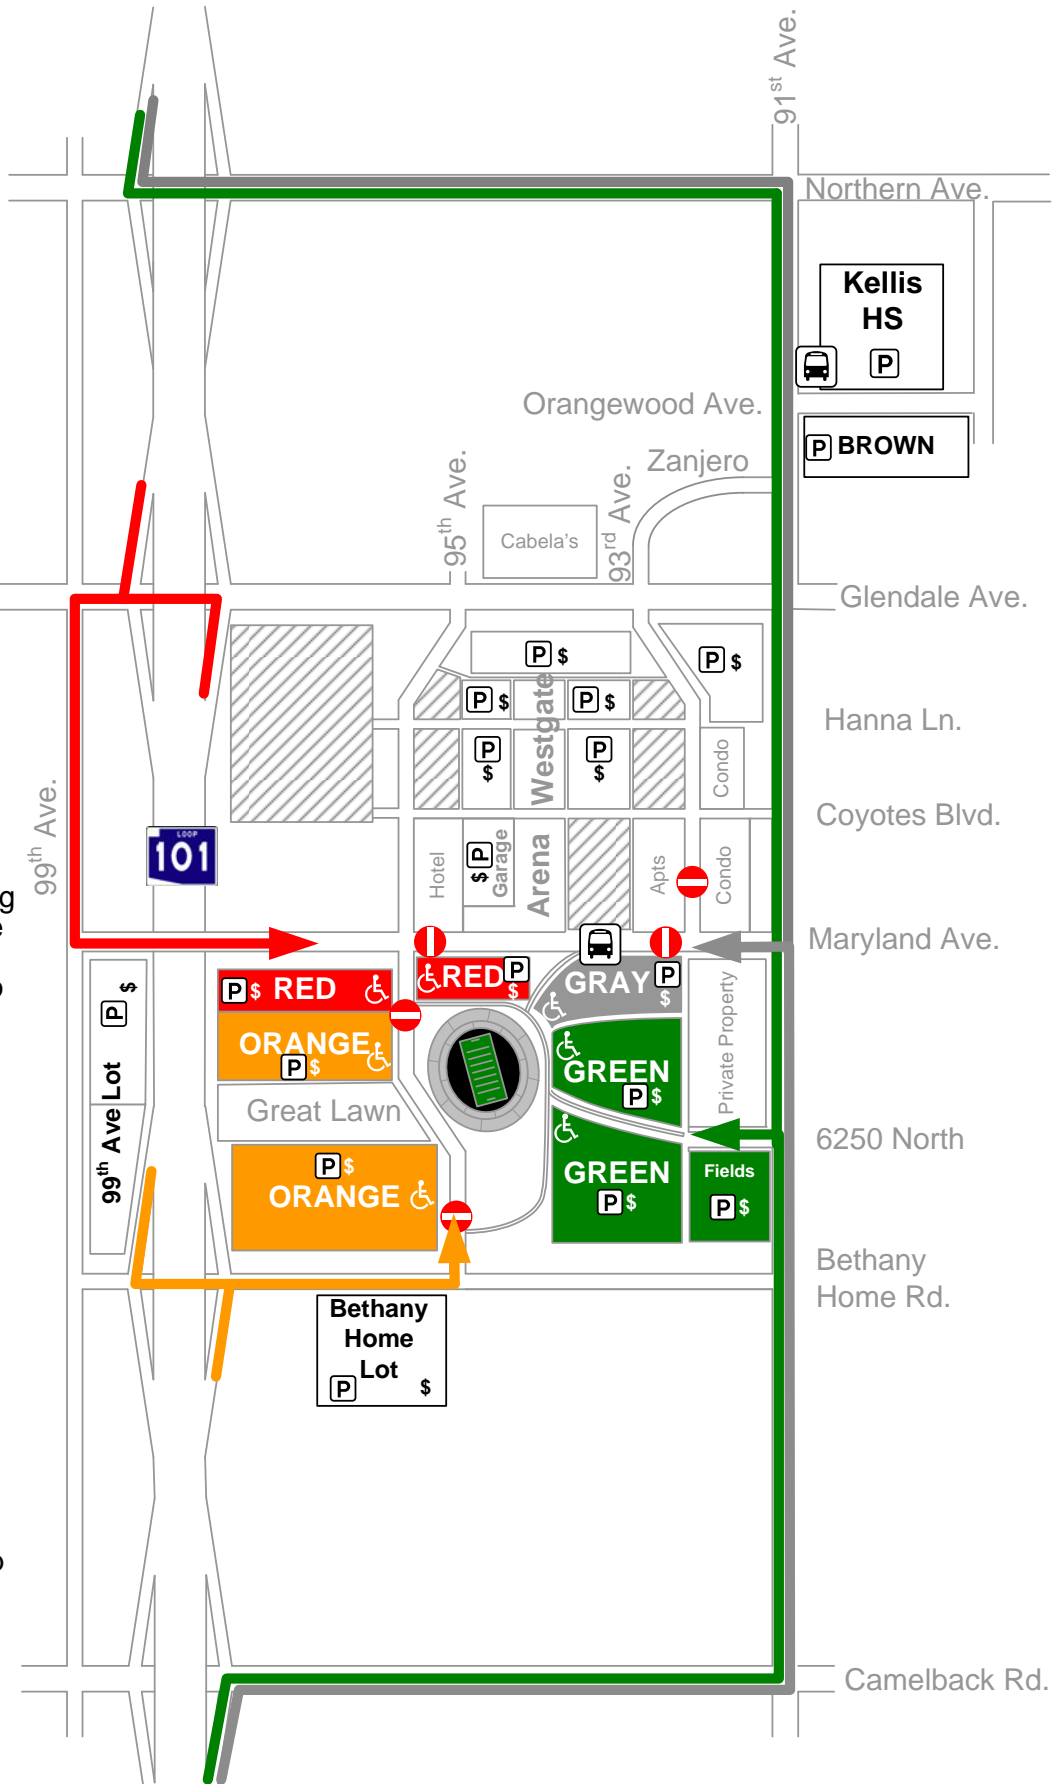 91st Ave.
Northern Ave.
Kellis
HS
P
Orangewood Ave.
P BROWN
Zanjero
95th Ave.
Cabela's
93rd Ave.
Glendale Ave.
P $
P $
P $
P $
Westgate
Hanna Ln.
P
$
P
$
Condo
99th Ave.
LOOP
101
Coyotes Blvd.
Hotel
$ P
Garage
Arena
Apts
Condo
g
e
Maryland Ave.
P $ RED
RED P
$
GRAY P
$
P $
ORANGE
P $
GREEN
P $
Private Property
99th Ave Lot
Great Lawn
6250 North
P $
ORANGE
GREEN
P $
Fields
P $
Bethany
Home Rd.
Bethany
Home
Lot
P $
Camelback Rd.